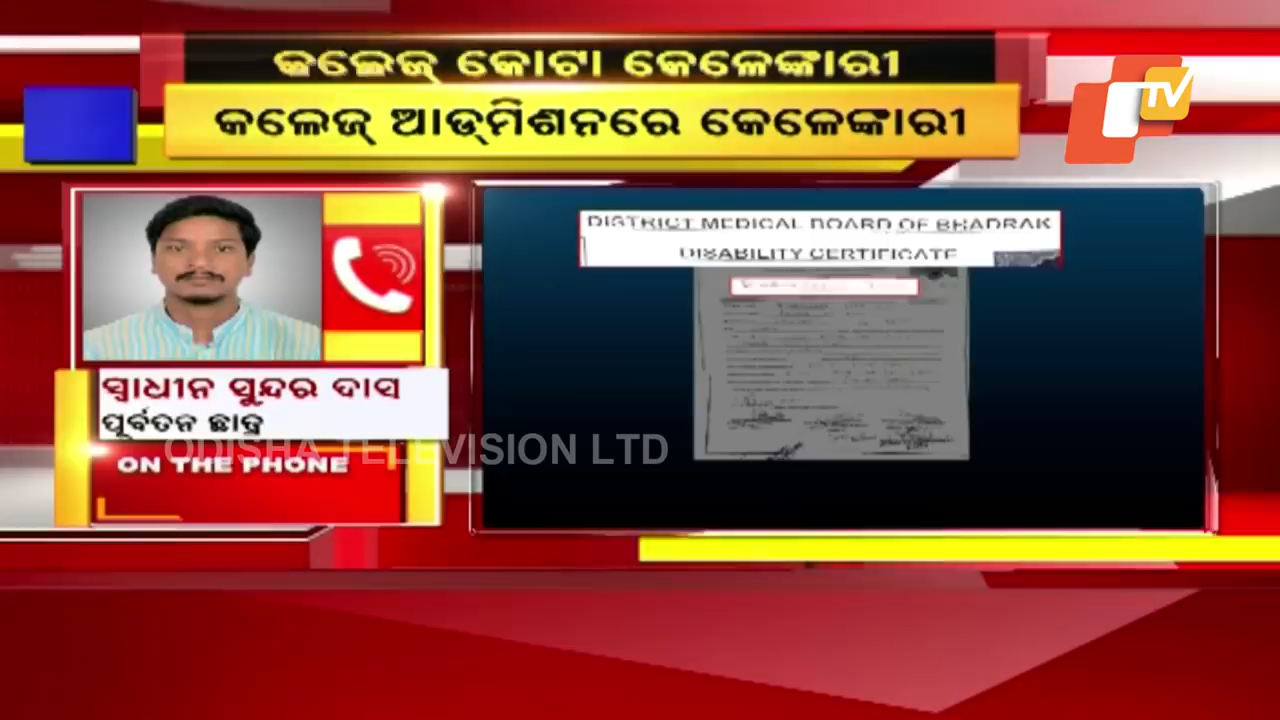 କଲେଜ୍ କୋଟା କେଳେଙ୍କାରୀ
କଲେଜ୍ ଆଡ୍‌ମିଶନରେ କେଳେଙ୍କାରୀ
TV
DISTRICT MEDICAL BOARD OF BHADRAK
DISABILITY CERTIFICATE
ସ୍ୱାଧୀନ ସୁନ୍ଦର ଦାସ
ପୂର୍ବତନ ଛାତ୍ର
ODISHA TELEVISION LTD
ON THE PHONE